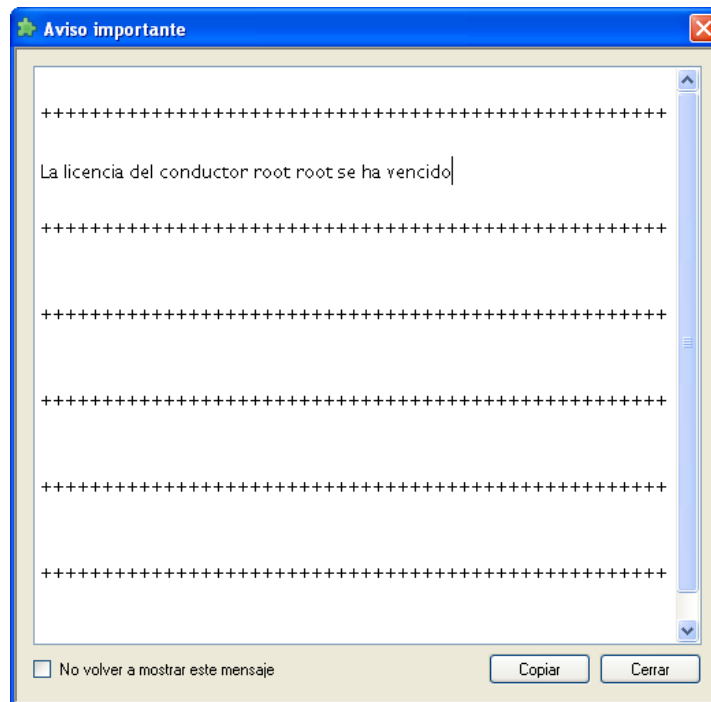 Aviso importante
++++++++++++++++++++++++++++++++++++++++++++++++++++
La licencia del conductor root root se ha vencido
++++++++++++++++++++++++++++++++++++++++++++++++++++
++++++++++++++++++++++++++++++++++++++++++++++++++++
++++++++++++++++++++++++++++++++++++++++++++++++++++
++++++++++++++++++++++++++++++++++++++++++++++++++++
++++++++++++++++++++++++++++++++++++++++++++++++++++
No volver a mostrar este mensaje
Copiar
Cerrar